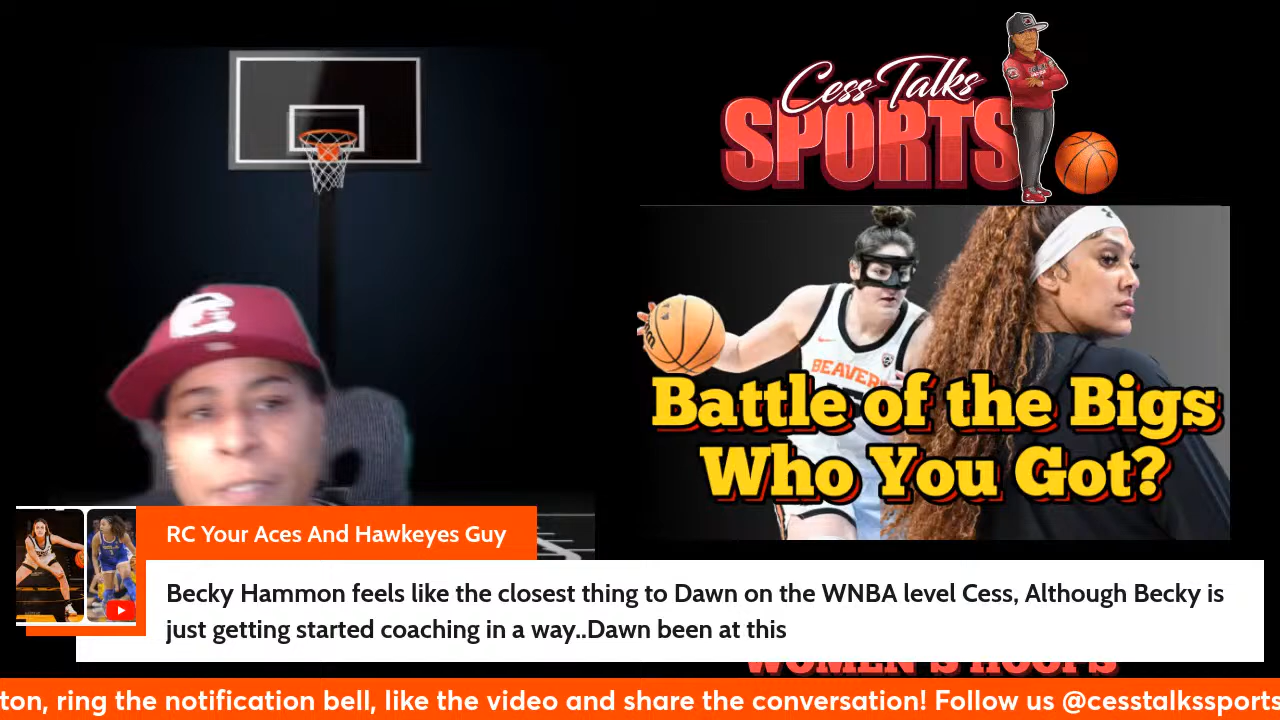 Cess Talks
SPORTS
BEAVERS
Battle of the Bigs
Who You Got?
RC Your Aces And Hawkeyes Guy
Becky Hammon feels like the closest thing to Dawn on the WNBA level Cess, Although Becky is
just getting started coaching in a way..Dawn been at this
WOMEN'S HOOPS
ton, ring the notification bell, like the video and share the conversation! Follow us @cesstalkssports